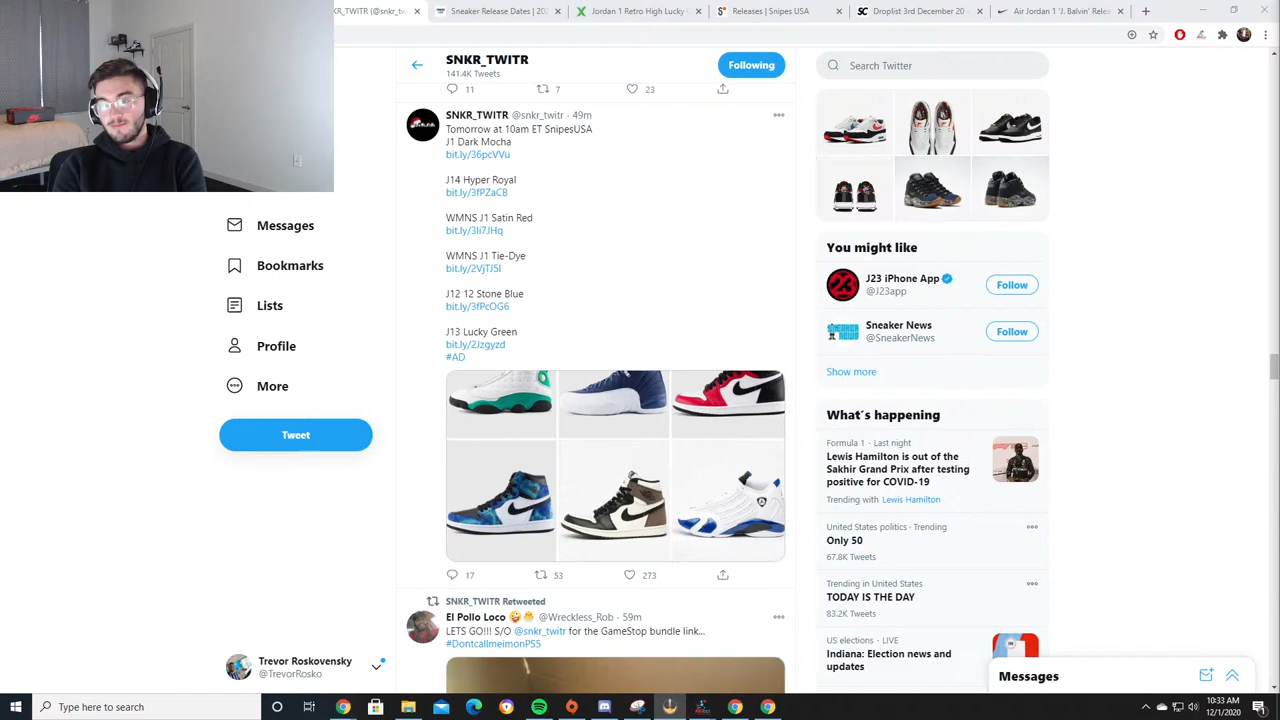 KR_TWITR (@snkr_tw
Sneaker Release Dates | 202
Jordan 1 Retro High Lucky
Releases | Snipes USA
Droplist 3rd December 20
Air Jordan 1 'J. Balvin' Relea
SNKR_TWITR
141.4K Tweets
Following
Search Twitter
11 7 23
SNKR_TWITR @snkr_twitr · 49m
Tomorrow at 10am ET SnipesUSA
J1 Dark Mocha
bit.ly/36pcVVu
J14 Hyper Royal
bit.ly/3fPZaCB
WMNS J1 Satin Red
bit.ly/3li7JHq
WMNS J1 Tie-Dye
bit.ly/2VjTJ5I
J12 12 Stone Blue
bit.ly/3fPcOG6
J13 Lucky Green
bit.ly/2Jzgyzd
#AD
17 53 273
SNKR_TWITR Retweeted
El Pollo Loco @Wreckless_Rob · 59m
LETS GO!!! S/O @snkr_twitr for the GameStop bundle link...
#DontcallmeimonPS5
Messages
Bookmarks
Lists
Profile
More
Tweet
Trevor Roskovensky
@TrevorRosko
You might like
J23 iPhone App
@J23app
Follow
SNEAKER NEWS
Sneaker News
@SneakerNews
Follow
Show more
What's happening
Formula 1 · Last night
Lewis Hamilton is out of the
Sakhir Grand Prix after testing
positive for COVID-19
Trending with Lewis Hamilton
United States politics · Trending
Only 50
67.8K Tweets
Trending in United States
TODAY IS THE DAY
83.2K Tweets
US elections · LIVE
Indiana: Election news and
updates
Messages
Type here to search
10:33 AM
12/1/2020